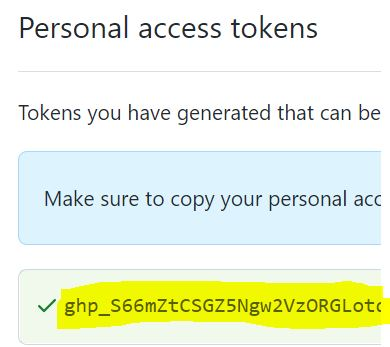 Personal access tokens
Tokens you have generated that can be
Make sure to copy your personal acc
ghp_S66mZtCSGZ5Ngw2VzORGLot